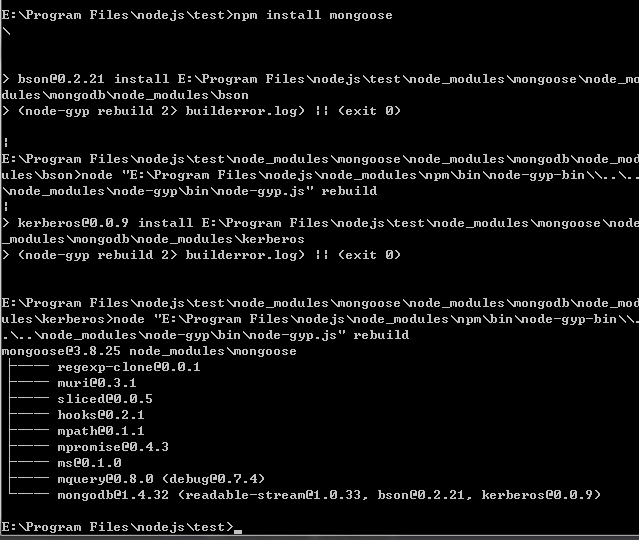 E:\Program Files\nodejs\test>npm install mongoose
\
> bson@0.2.21 install E:\Program Files\nodejs\test\node_modules\mongoose\node_mo
dules\mongodb\node_modules\bson
> (node-gyp rebuild 2> builderror.log) || (exit 0)
|
E:\Program Files\nodejs\test\node_modules\mongoose\node_modules\mongodb\node_mod
ules\bson>node "E:\Program Files\nodejs\node_modules\npm\bin\node-gyp-bin\\..\..
\node_modules\node-gyp\bin\node-gyp.js" rebuild
|
> kerberos@0.0.9 install E:\Program Files\nodejs\test\node_modules\mongoose\node
_modules\mongodb\node_modules\kerberos
> (node-gyp rebuild 2> builderror.log) || (exit 0)
E:\Program Files\nodejs\test\node_modules\mongoose\node_modules\mongodb\node_mod
ules\kerberos>node "E:\Program Files\nodejs\node_modules\npm\bin\node-gyp-bin\\.
.\..\node_modules\node-gyp\bin\node-gyp.js" rebuild
mongoose@3.8.25 node_modules\mongoose
├── regexp-clone@0.0.1
├── muri@0.3.1
├── sliced@0.0.5
├── hooks@0.2.1
├── mpath@0.1.1
├── mpromise@0.4.3
├── ms@0.1.0
├── mquery@0.8.0 (debug@0.7.4)
└── mongodb@1.4.32 (readable-stream@1.0.33, bson@0.2.21, kerberos@0.0.9)
E:\Program Files\nodejs\test>_